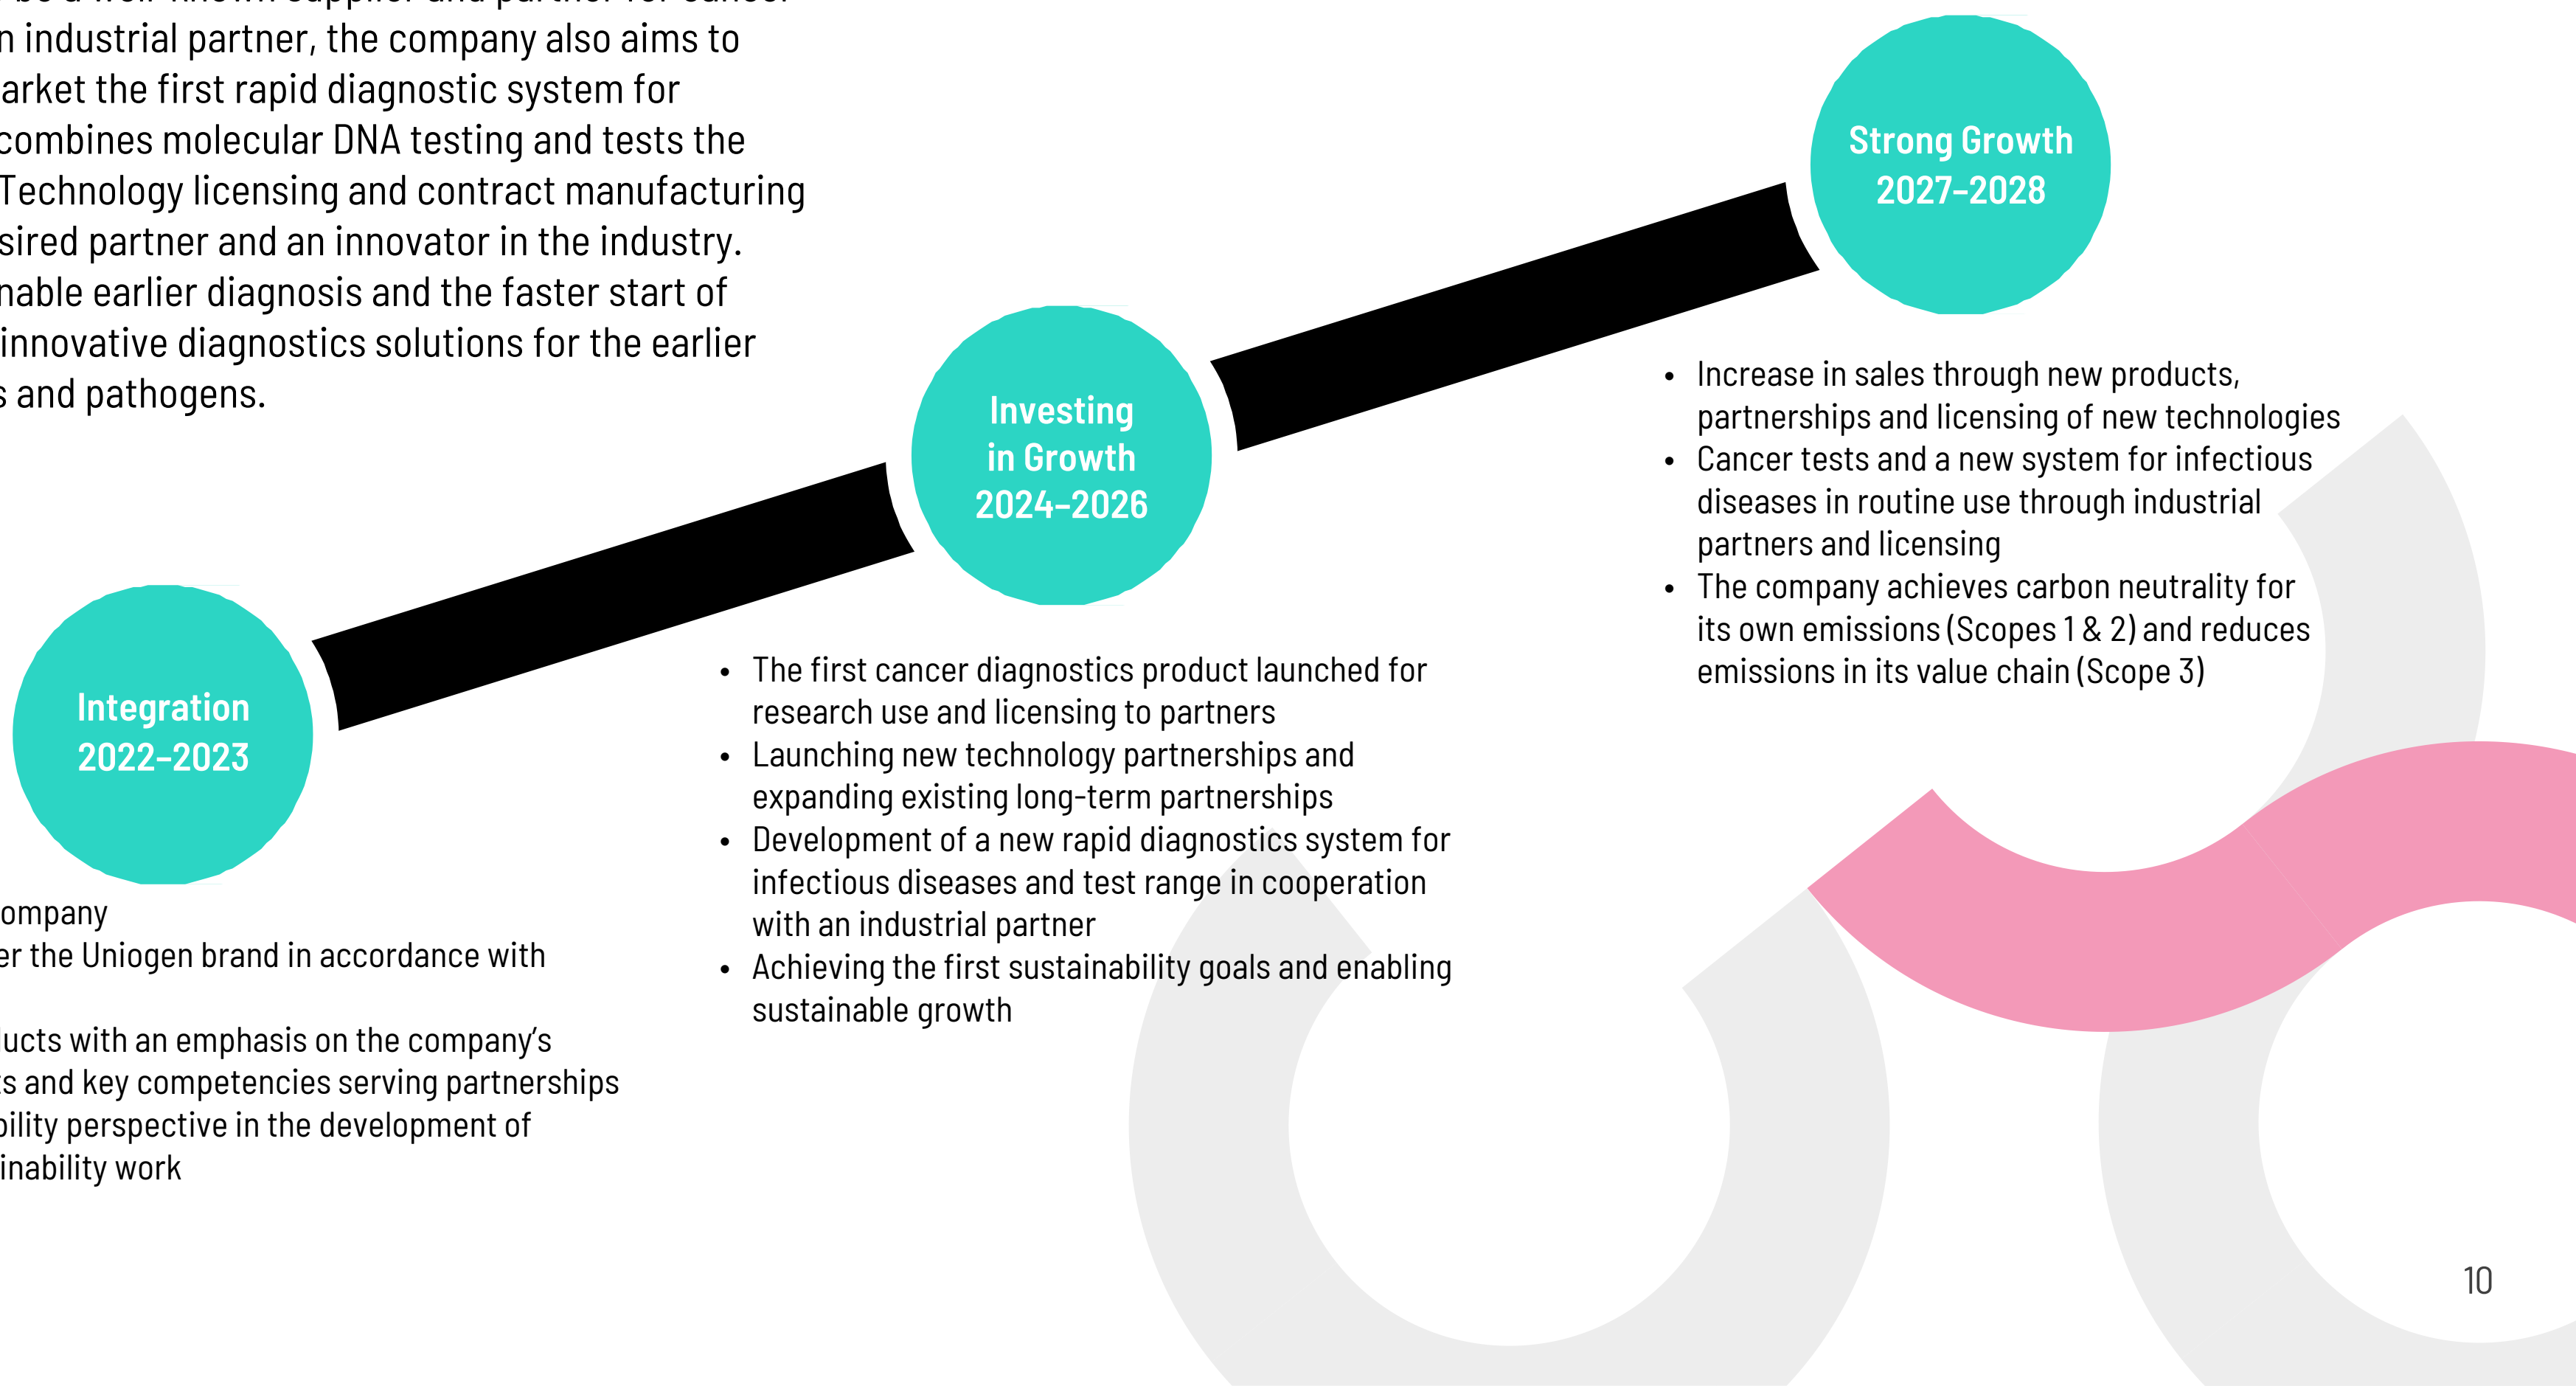 be a well-known supplier and partner for cancer
n industrial partner, the company also aims to
arket the first rapid diagnostic system for
combines molecular DNA testing and tests the
Technology licensing and contract manufacturing
sired partner and an innovator in the industry.
nable earlier diagnosis and the faster start of
innovative diagnostics solutions for the earlier
s and pathogens.
Strong Growth
2027–2028
Increase in sales through new products,
partnerships and licensing of new technologies
Cancer tests and a new system for infectious
diseases in routine use through industrial
partners and licensing
The company achieves carbon neutrality for
its own emissions (Scopes 1 & 2) and reduces
emissions in its value chain (Scope 3)
Investing
in Growth
2024–2026
The first cancer diagnostics product launched for
research use and licensing to partners
Launching new technology partnerships and
expanding existing long-term partnerships
Development of a new rapid diagnostics system for
infectious diseases and test range in cooperation
with an industrial partner
Achieving the first sustainability goals and enabling
sustainable growth
Integration
2022–2023
ompany
er the Uniogen brand in accordance with
ucts with an emphasis on the company’s
s and key competencies serving partnerships
bility perspective in the development of
inability work
10